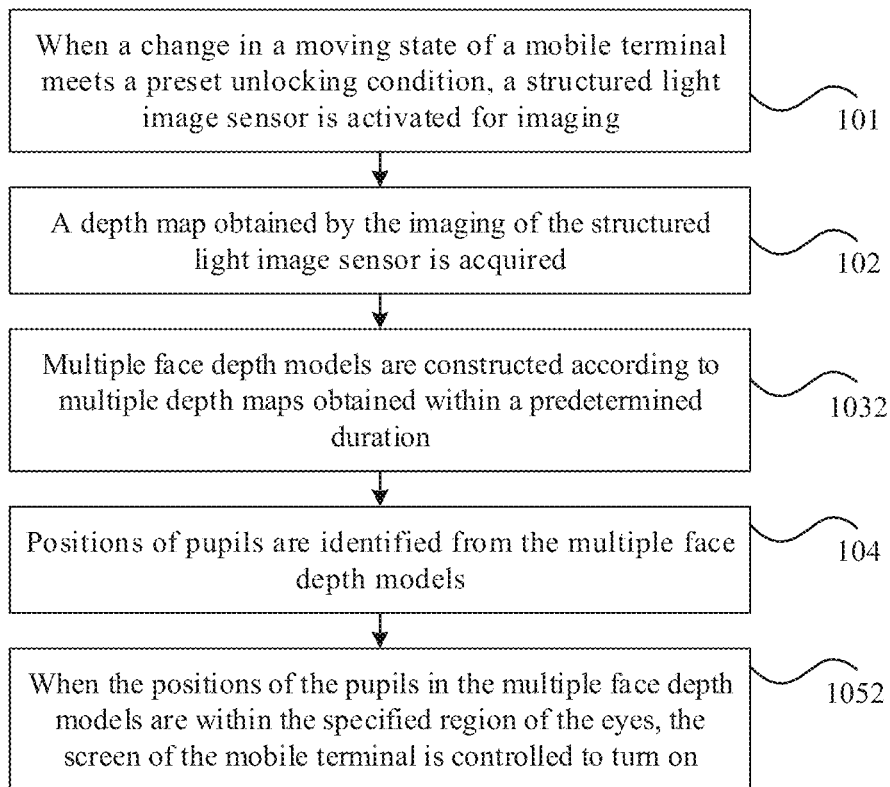 When a change in a moving state of a mobile terminal
meets a preset unlocking condition, a structured light
image sensor is activated for imaging
101
A depth map obtained by the imaging of the structured
light image sensor is acquired
102
Multiple face depth models are constructed according to
multiple depth maps obtained within a predetermined
duration
1032
Positions of pupils are identified from the multiple face
depth models
104
When the positions of the pupils in the multiple face depth
models are within the specified region of the eyes, the
screen of the mobile terminal is controlled to turn on
1052